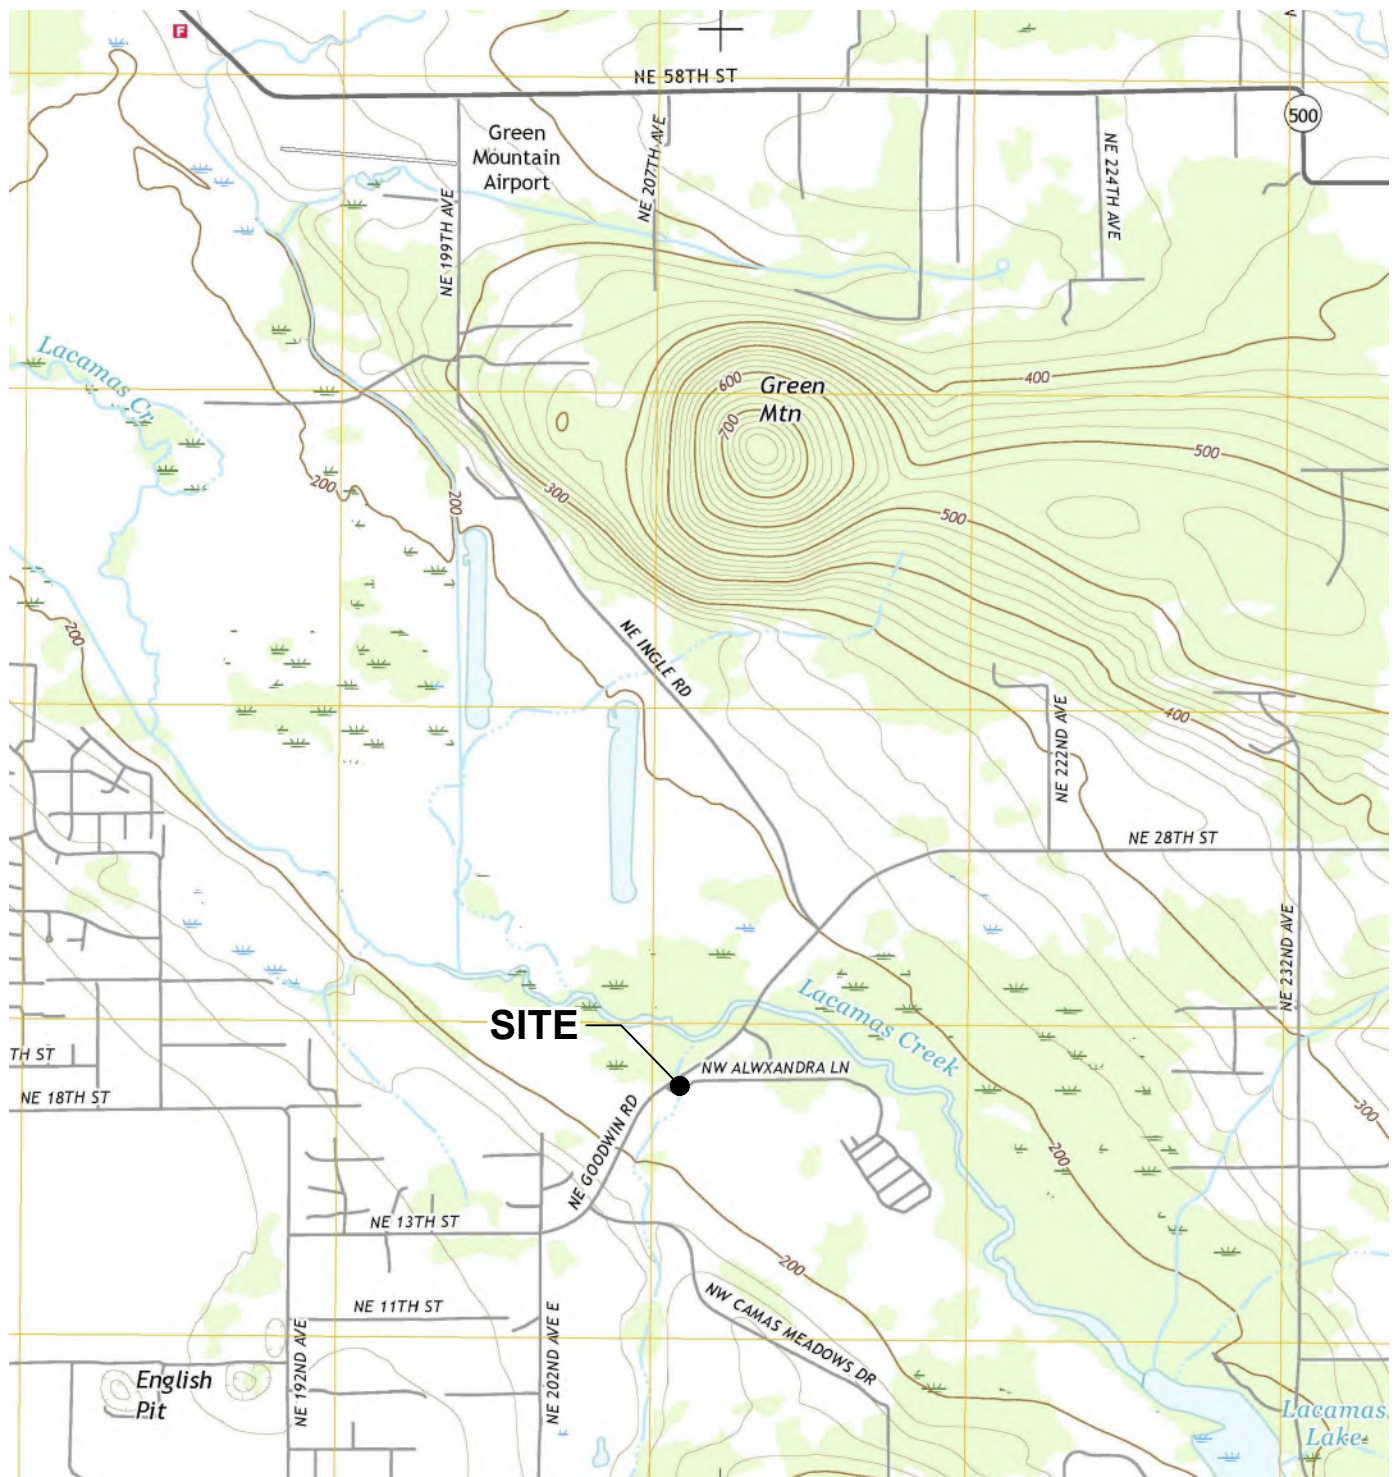 F
NE 58TH ST
500
Green
Mountain
Airport
NE 199TH AVE
NE 207TH AVE
NE 224TH AVE
Lacamas Cr
600
Green
Mtn
700
400
500
200
200
300
500
200
NE INGLE RD
400
NE 222ND AVE
NE 28TH ST
NE 232ND AVE
Lacamas Creek
SITE
TH ST
NW ALWXANDRA LN
NE 18TH ST
300
NE GOODWIN RD
200
NE 13TH ST
200
NE 11TH ST
NW CAMAS MEADOWS DR
NE 192ND AVE
NE 202ND AVE E
English
Pit
Lacamas
Lake